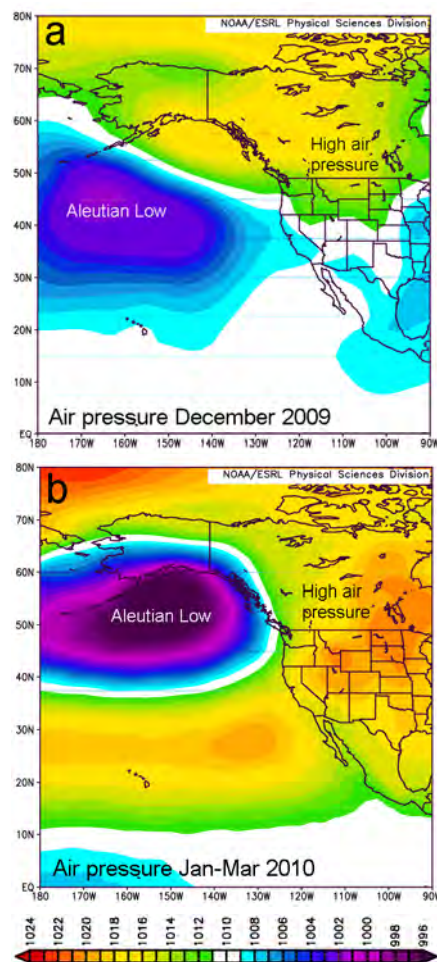 NOAA/ESRL Physical Sciences Division
a
80N
70N
60N
50N
40N
30N
20N
10N
EQ
High air
pressure
Aleutian Low
Air pressure December 2009
180 170W 160W 150W 140W 130W 120W 110W 100W 90W
NOAA/ESRL Physical Sciences Division
b
80N
70N
60N
50N
40N
30N
20N
10N
EQ
High air
pressure
Aleutian Low
Air pressure Jan-Mar 2010
180 170W 160W 150W 140W 130W 120W 110W 100W 90W
1024 1022 1020 1018 1016 1014 1012 1010 1008 1006 1004 1002 1000 998 996